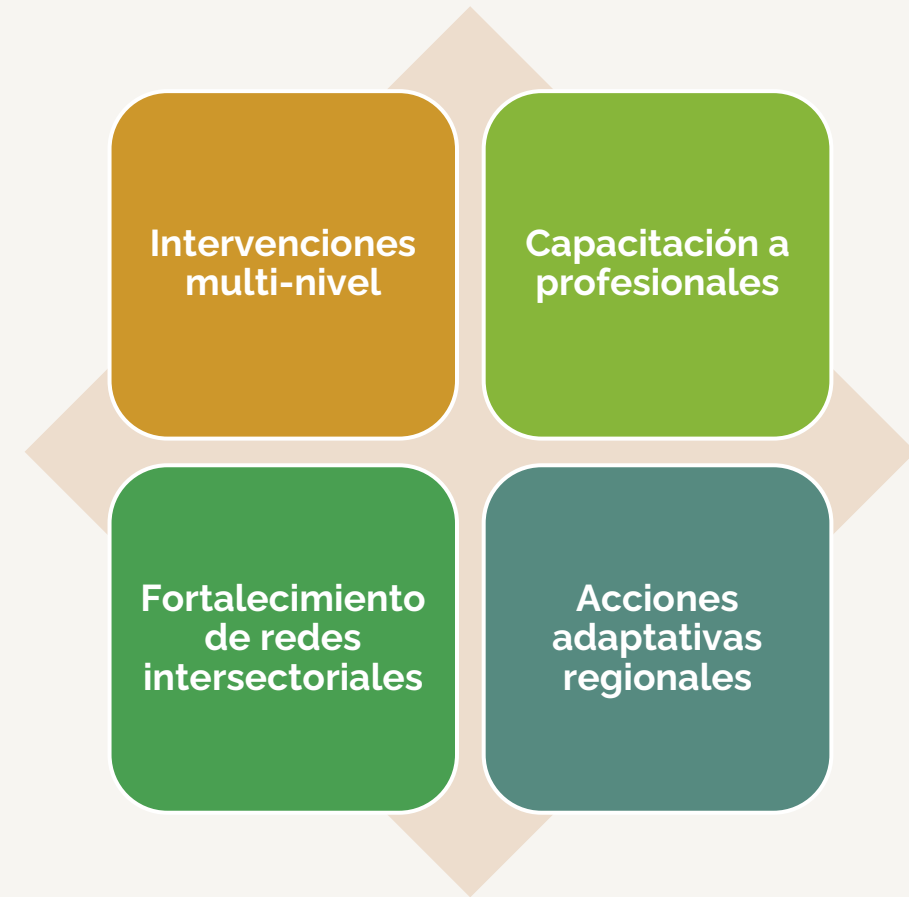 Intervenciones
multi-nivel
Capacitación a
profesionales
Fortalecimiento
de redes
intersectoriales
Acciones
adaptativas
regionales